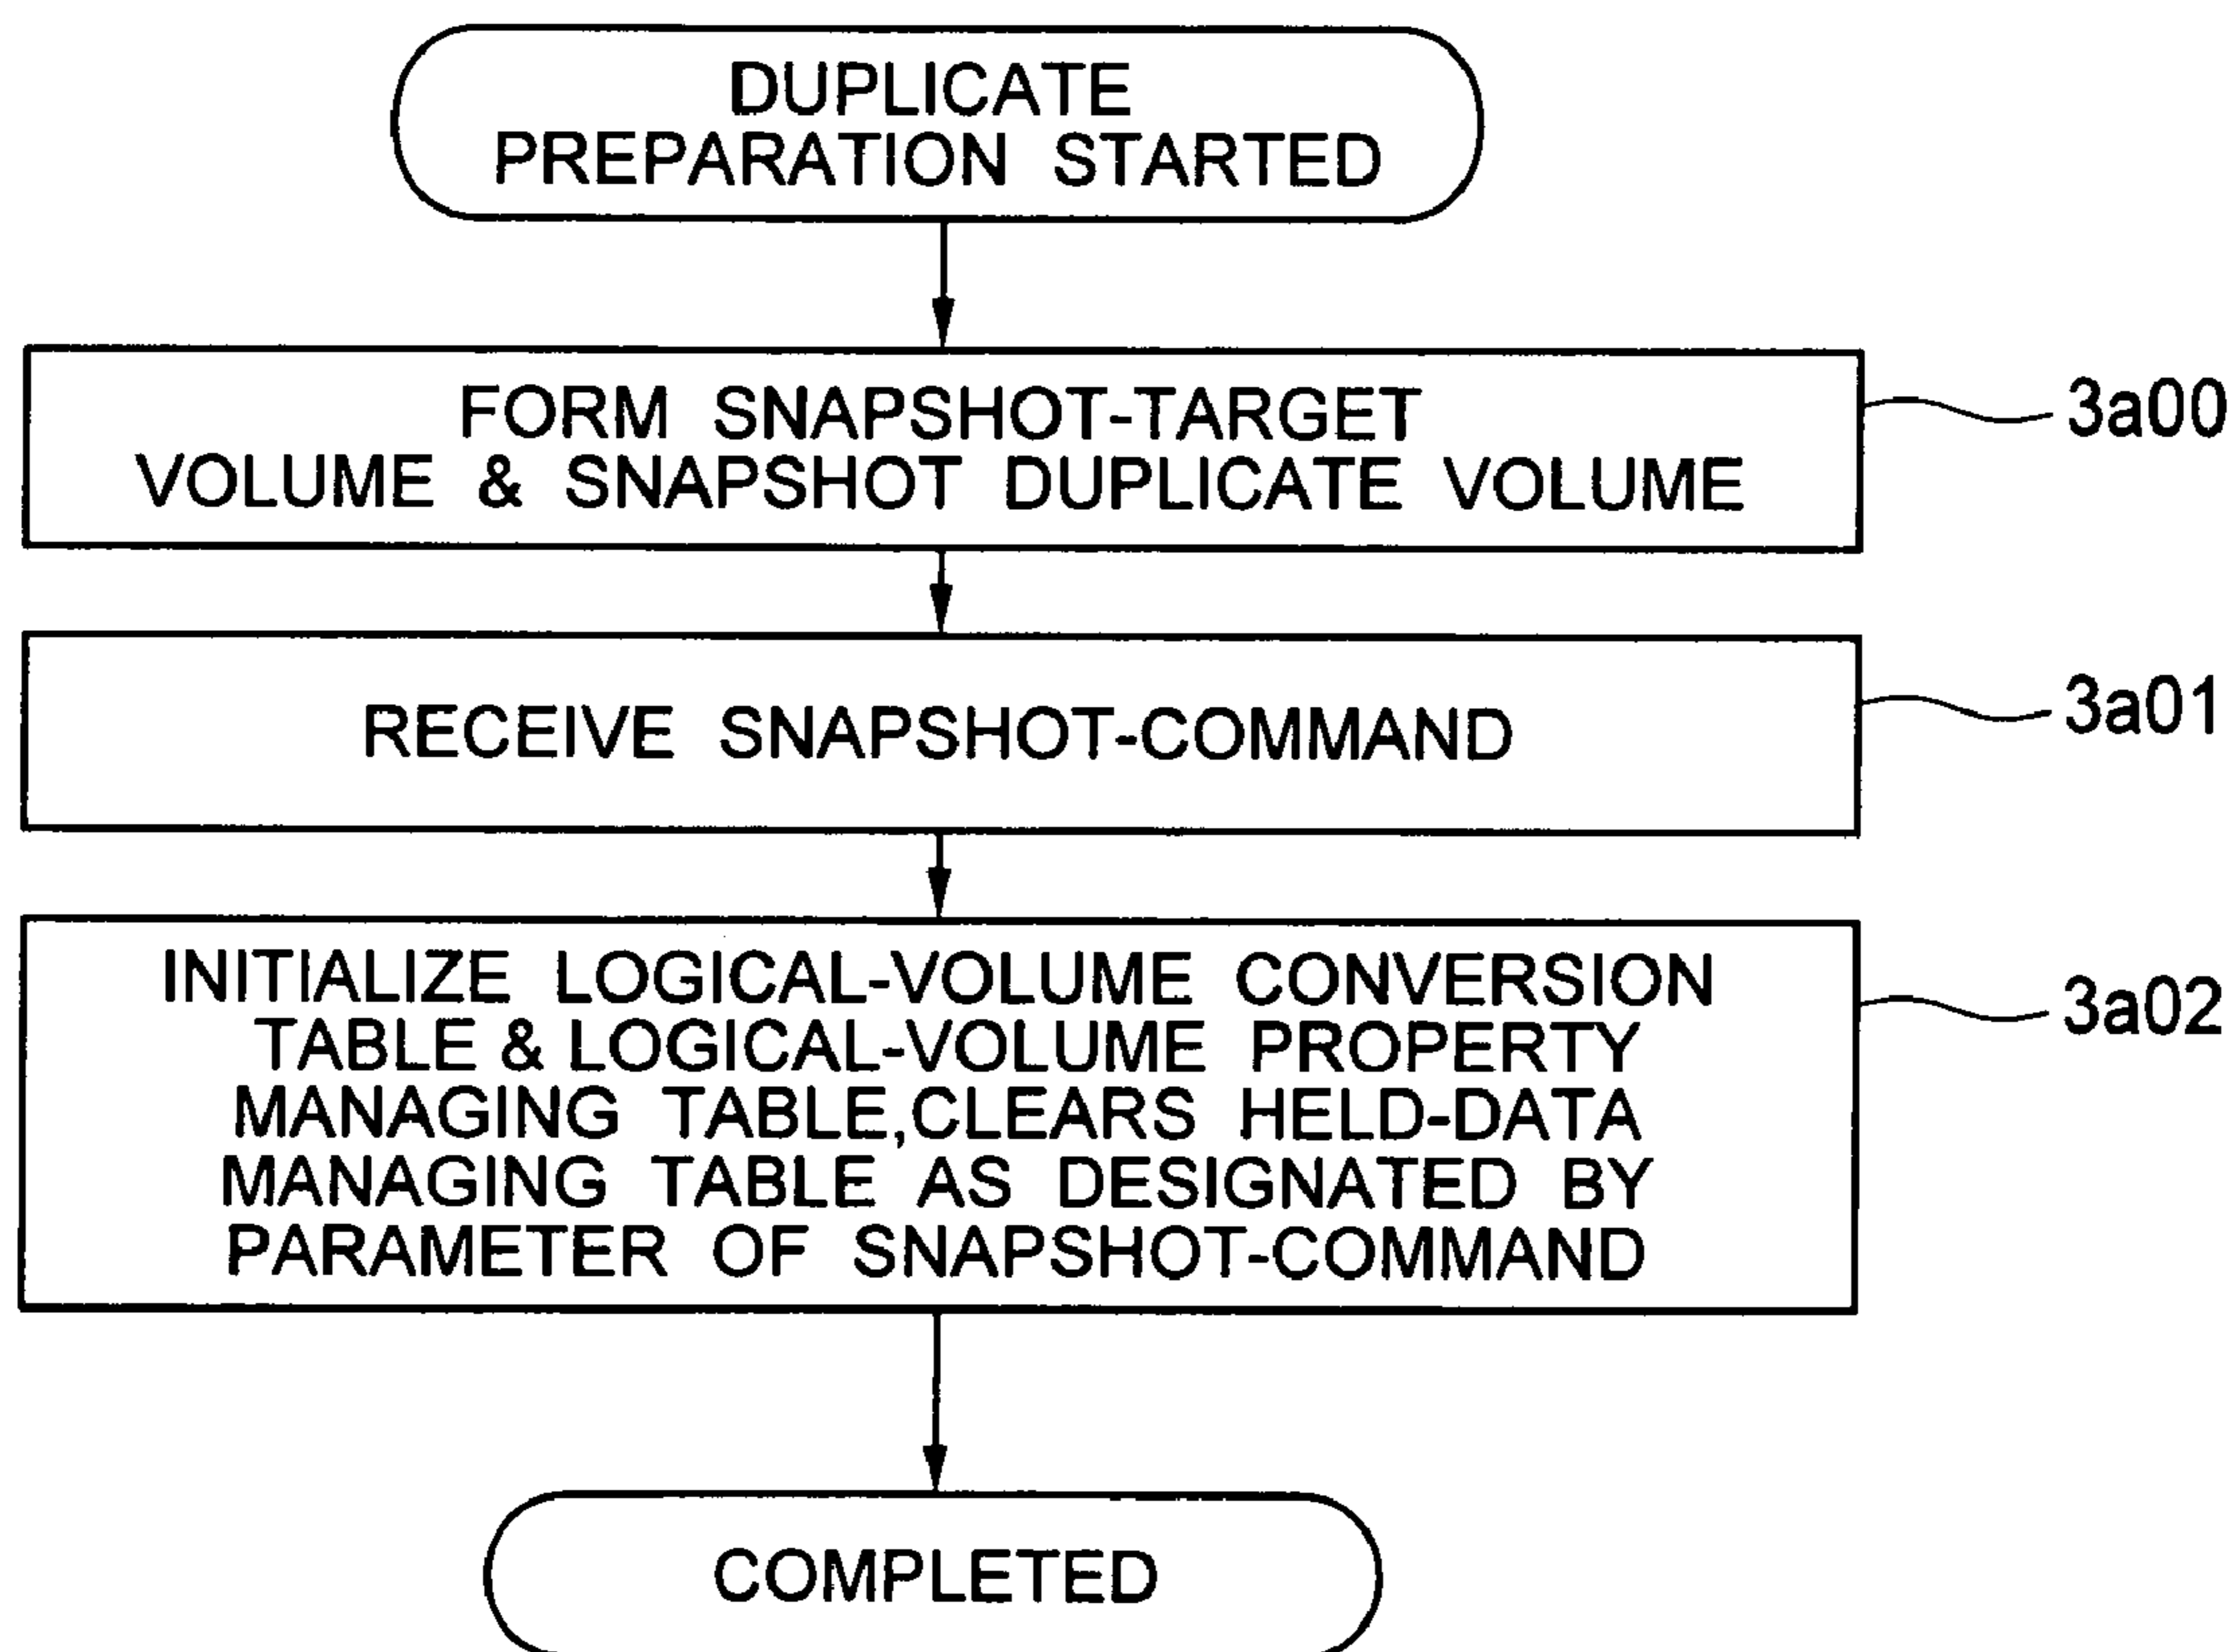 DUPLICATE
PREPARATION STARTED
FORM SNAPSHOT-TARGET
VOLUME & SNAPSHOT DUPLICATE VOLUME
3a00
RECEIVE SNAPSHOT-COMMAND
3a01
INITIALIZE LOGICAL-VOLUME CONVERSION
TABLE & LOGICAL-VOLUME PROPERTY
MANAGING TABLE,CLEARS HELD-DATA
MANAGING TABLE AS DESIGNATED BY
PARAMETER OF SNAPSHOT-COMMAND
3a02
COMPLETED